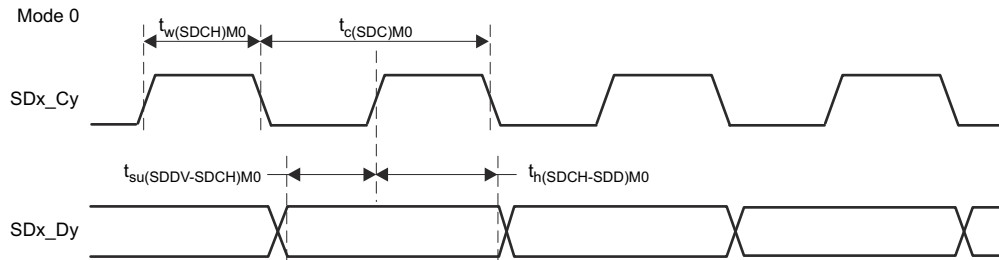 Mode 0
tw(SDCH)M0
tc(SDC)M0
SDx_Cy
tsu(SDDV-SDCH)M0
th(SDCH-SDD)M0
SDx_Dy